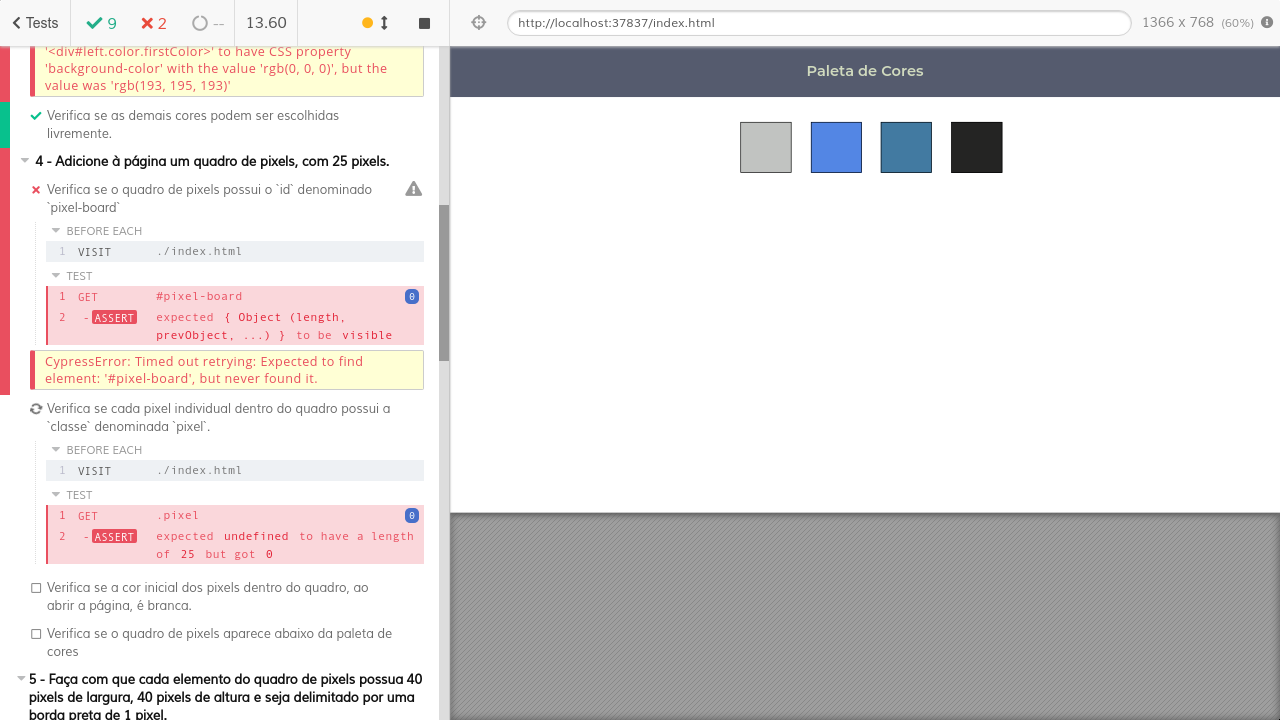 Tests
9
2
--
13.60
http://localhost:37837/index.html
1366 x 768 (60%)
'<div#left.color.firstColor>' to have CSS property
'background-color' with the value 'rgb(0, 0, 0)', but the
value was 'rgb(193, 195, 193)'
Verifica se as demais cores podem ser escolhidas
livremente.
4 - Adicione à página um quadro de pixels, com 25 pixels.
Verifica se o quadro de pixels possui o `id` denominado
`pixel-board`
BEFORE EACH
1 VISIT ./index.html
TEST
1 GET #pixel-board 0
2 -ASSERT expected { Object (length,
prevObject, ...) } to be visible
CypressError: Timed out retrying: Expected to find
element: '#pixel-board', but never found it.
Verifica se cada pixel individual dentro do quadro possui a
`classe` denominada `pixel`.
BEFORE EACH
1 VISIT ./index.html
TEST
1 GET .pixel 0
2 -ASSERT expected undefined to have a length
of 25 but got 0
Verifica se a cor inicial dos pixels dentro do quadro, ao
abrir a página, é branca.
Verifica se o quadro de pixels aparece abaixo da paleta de
cores
5 - Faça com que cada elemento do quadro de pixels possua 40
pixels de largura, 40 pixels de altura e seja delimitado por uma
borda preta de 1 pixel.
Paleta de Cores